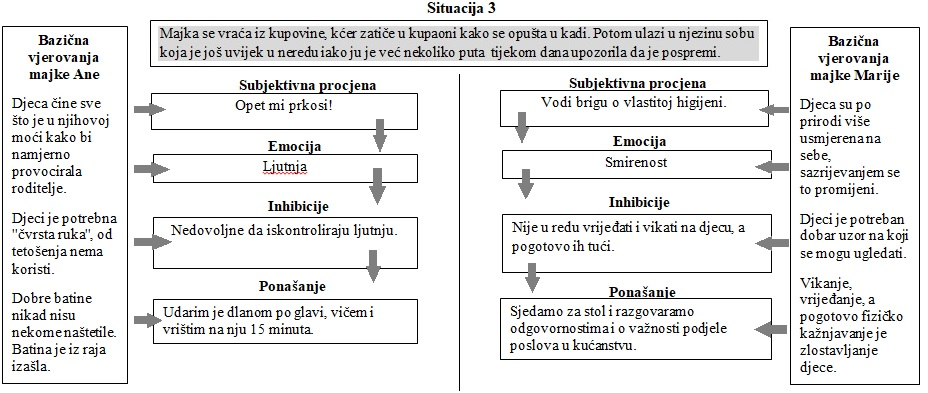 Situacija 3
Majka se vraća iz kupovine, kćer zatiče u kupaoni kako se opušta u kadi. Potom ulazi u njezinu sobu
koja je još uvijek u neredu iako ju je već nekoliko puta tijekom dana upozorila da je pospremi.
Bazična
vjerovanja
majke Ane
Djeca čine sve
što je u njihovoj
moći kako bi
namjerno
provocirala
roditelje.
Djeci je potrebna
"čvrsta ruka", od
tetošenja nema
koristi.
Dobre batine
nikad nisu
nekome naštetile.
Batina je iz raja
izašla.
Subjektivna procjena
Opet mi prkosi!
Emocija
Ljutnja
Inhibicije
Nedovoljne da iskontroliraju ljutnju.
Ponašanje
Udarim je dlanom po glavi, vičem i
vrištim na nju 15 minuta.
Subjektivna procjena
Vodi brigu o vlastitoj higijeni.
Emocija
Smirenost
Inhibicije
Nije u redu vrijeđati i vikati na djecu, a
pogotovo ih tući.
Ponašanje
Sjedamo za stol i razgovaramo
odgovornostima i o važnosti podjele
poslova u kućanstvu.
Bazična
vjerovanja
majke Marije
Djeca su po
prirodi više
usmjerena na
sebe,
sazrijevanjem se
to promijeni.
Djeci je potreban
dobar uzor na koji
se mogu ugledati.
Vikanje,
vrijeđanje, a
pogotovo fizičko
kažnjavanje je
zlostavljanje
djece.